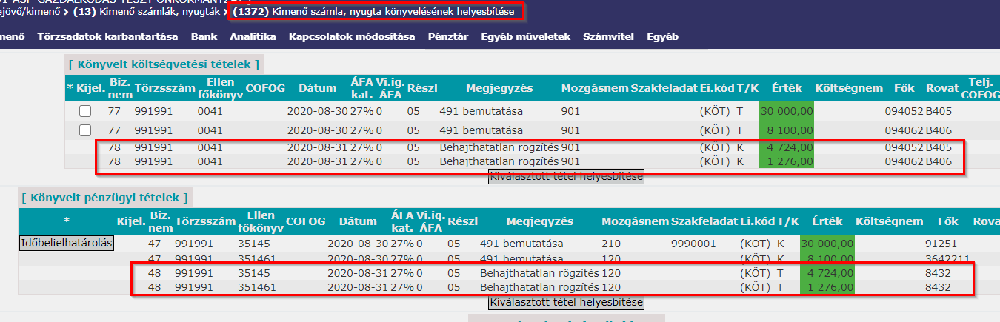 ejövő/kimenő › (13) Kimenő számlák, nyugták › (1372) Kimenő számla, nyugta könyvelésének helyesbítése
menő Törzsadatok karbantartása Bank Analitika Kapcsolatok módosítása Pénztár Egyéb műveletek Számvitel Egyéb
[ Könyvelt költségvetési tételek ]
* Kijel. Biz. nem Törzsszám Ellen főkönyv COFOG Dátum ÁFA kat. Vi.ig. ÁFA Részl Megjegyzés Mozgásnem Szakfeladat Ei.kód T/K Érték Költségnem Fők Rovat Telj. COFOG
77 991991 0041 2020-08-30 27% 0 05 491 bemutatása 901 (KÖT) T 30 000,00 094052 B405
77 991991 0041 2020-08-30 27% 0 05 491 bemutatása 901 (KÖT) T 8 100,00 094062 B406
78 991991 0041 2020-08-31 27% 0 05 Behajthatatlan rögzítés 901 (KÖT) K 4 724,00 094052 B405
78 991991 0041 2020-08-31 27% 0 05 Behajthatatlan rögzítés 901 (KÖT) K 1 276,00 094062 B406
Kiválasztott tétel helyesbítése
[ Könyvelt pénzügyi tételek ]
* Kijel. Biz. nem Törzsszám Ellen főkönyv COFOG Dátum ÁFA kat. Vi.ig. ÁFA Részl Megjegyzés Mozgásnem Szakfeladat Ei.kód T/K Érték Költségnem Fők Rova
Időbelielhatárolás 47 991991 35145 2020-08-30 27% 0 05 491 bemutatása 210 9990001 (KÖT) K 30 000,00 91251
47 991991 351461 2020-08-30 27% 0 05 491 bemutatása 120 (KÖT) K 8 100,00 3642211
48 991991 35145 2020-08-31 27% 0 05 Behajthatatlan rögzítés 120 (KÖT) T 4 724,00 8432
48 991991 351461 2020-08-31 27% 0 05 Behajthatatlan rögzítés 120 (KÖT) T 1 276,00 8432
Kiválasztott tétel helyesbítése